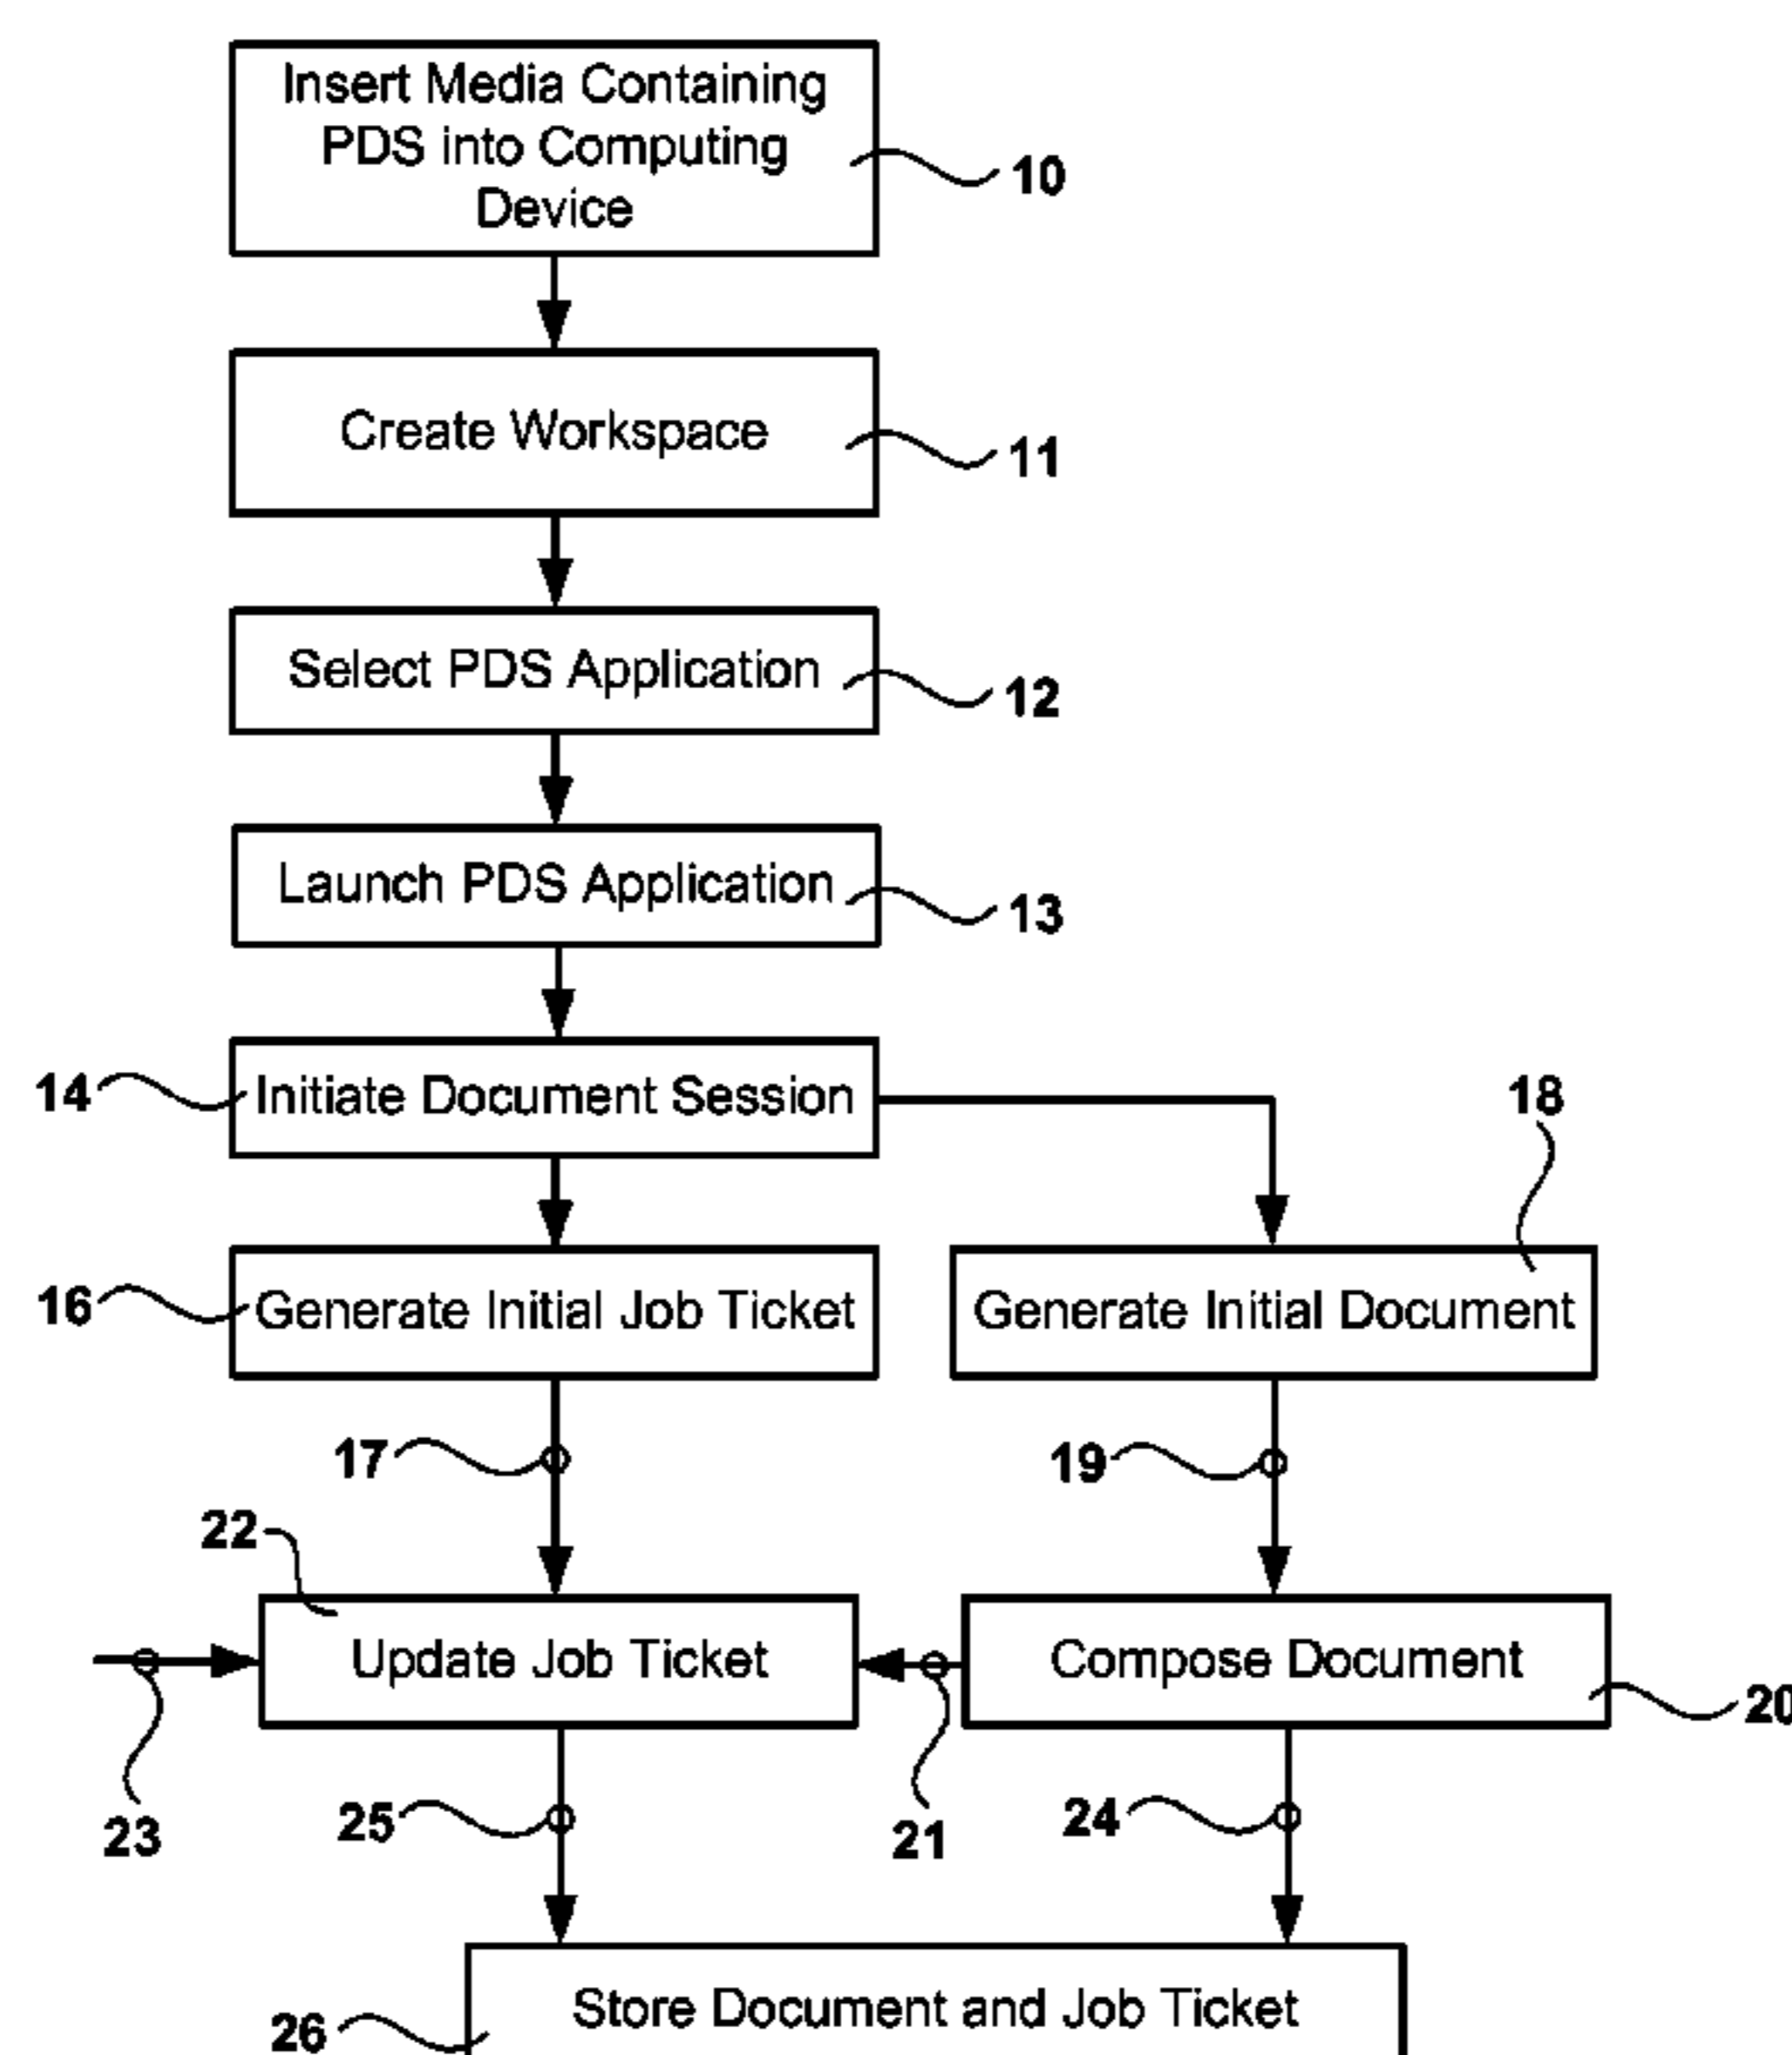 Insert Media Containing
PDS into Computing
Device
10
Create Workspace
11
Select PDS Application
12
Launch PDS Application
13
14
Initiate Document Session
18
16
Generate Initial Job Ticket
Generate Initial Document
17
19
22
Update Job Ticket
Compose Document
20
23
25
21
24
Store Document and Job Ticket
26